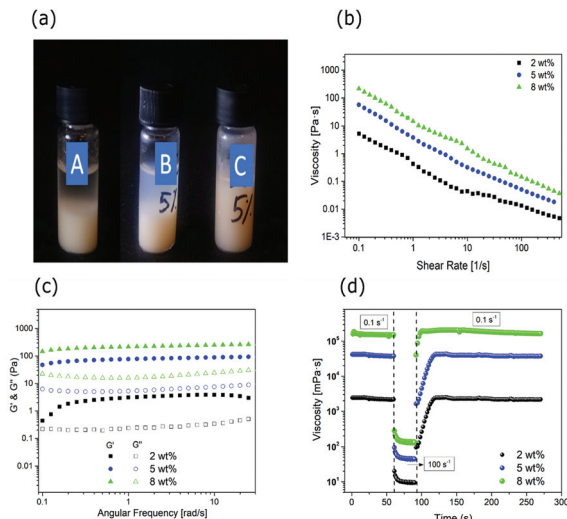 (a)
A
B
C
5%
5%
(b)
2 wt%
5 wt%
8 wt%
Viscosity [Pa·s]
1000
100
10
1
0.1
0.01
1E-3
0.1 1 10 100
Shear Rate [1/s]
(c)
G' & G'' (Pa)
1000
100
10
1
0.1
0.01
G' G''
2 wt%
5 wt%
8 wt%
0.1 1 10
Angular Frequency [rad/s]
(d)
0.1 s⁻¹
0.1 s⁻¹
Viscosity [mPa·s]
10⁵
10⁴
10³
10²
10¹
100 s⁻¹
2 wt%
5 wt%
8 wt%
0 50 100 150 200 250 300
Time (s)